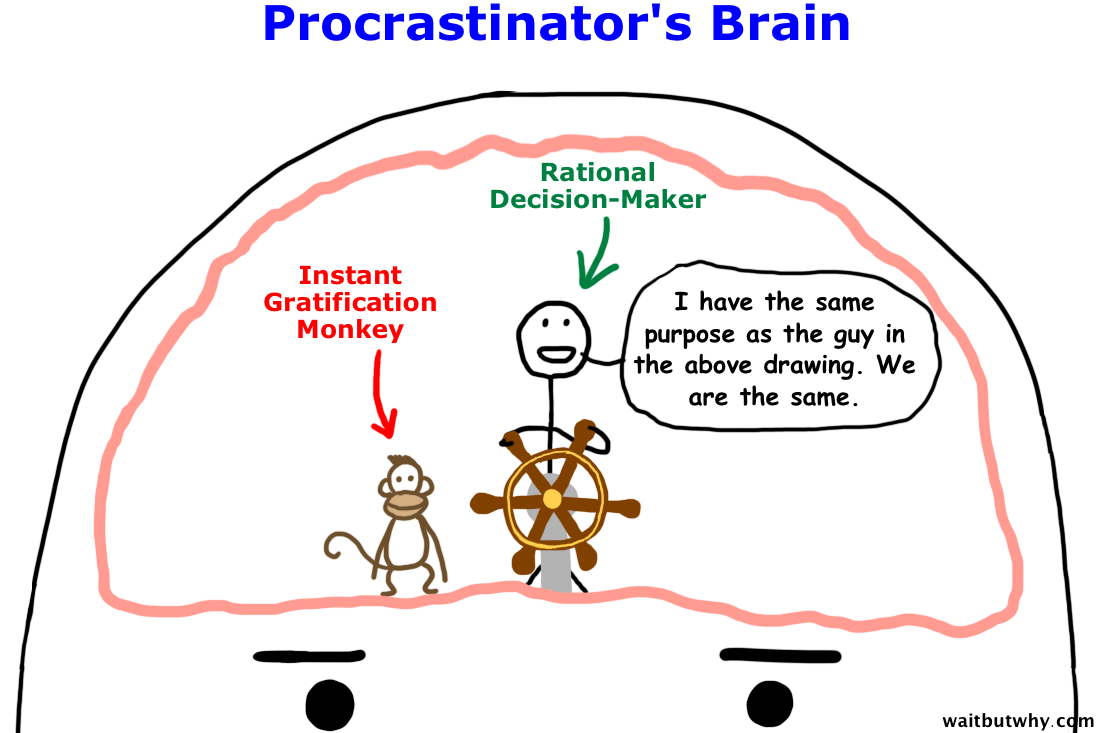 Procrastinator's Brain
Rational
Decision-Maker
Instant
Gratification
Monkey
I have the same
purpose as the guy in
the above drawing. We
are the same.
waitbutwhy.com